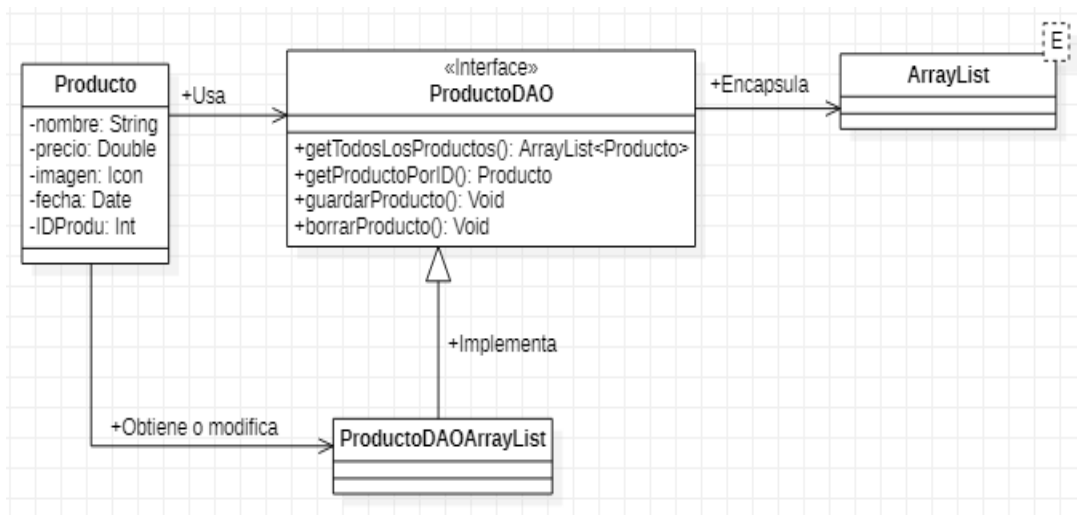 Producto
-nombre: String
-precio: Double
-imagen: Icon
-fecha: Date
-IDProdu: Int
+Usa
«Interface»
ProductoDAO
+getTodosLosProductos(): ArrayList<Producto>
+getProductoPorID(): Producto
+guardarProducto(): Void
+borrarProducto(): Void
+Encapsula
E
ArrayList
+Implementa
+Obtiene o modifica
ProductoDAOArrayList